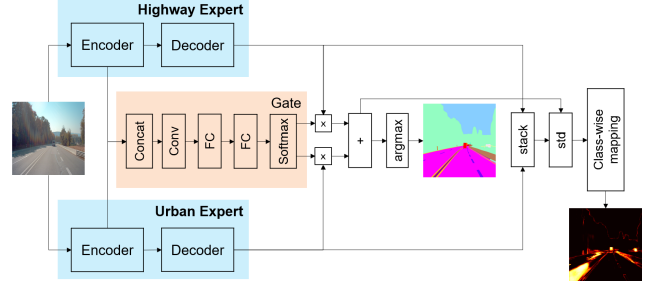 Highway Expert
Encoder
Decoder
Gate
Concat
Conv
FC
FC
Softmax
x
x
+
argmax
stack
std
Class-wise
mapping
Urban Expert
Encoder
Decoder